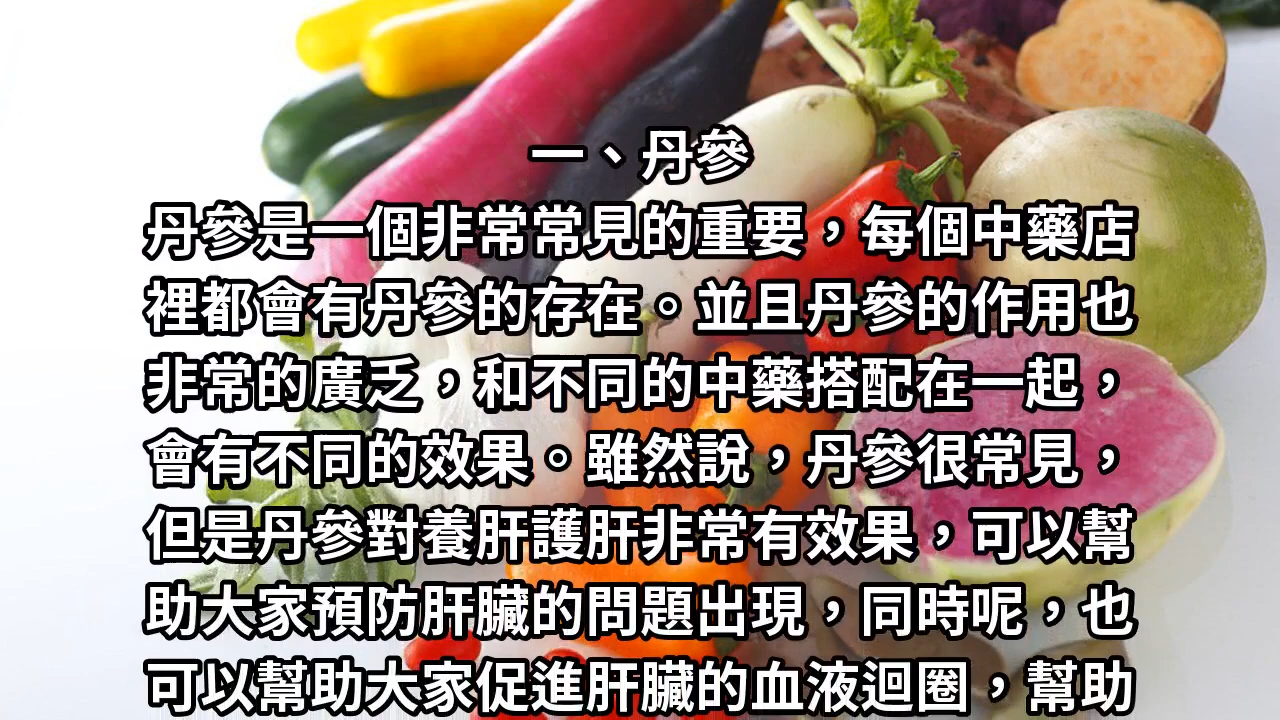 一、丹參
丹參是一個非常常見的重要，每個中藥店
裡都會有丹參的存在。並且丹參的作用也
非常的廣乏，和不同的中藥搭配在一起，
會有不同的效果。雖然說，丹參很常見，
但是丹參對養肝護肝非常有效果，可以幫
助大家預防肝臟的問題出現，同時呢，也
可以幫助大家促進肝臟的血液迴圈，幫助